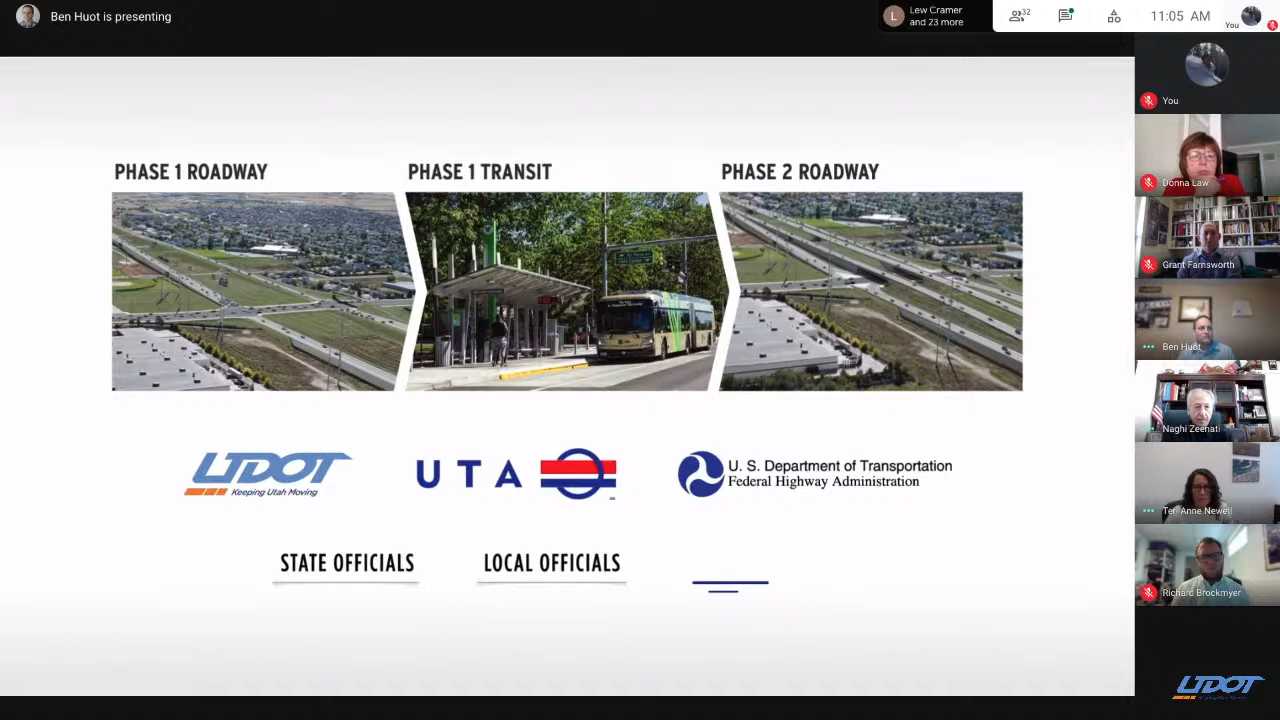 Ben Huot is presenting
L
Lew Cramer
and 23 more
32
11:05 AM
You
You
PHASE 1 ROADWAY
PHASE 1 TRANSIT
PHASE 2 ROADWAY
Donna Law
Grant Farnsworth
Ben Huot
Naghi Zeenati
Teri Anne Newell
Richard Brockmyer
UDOT
Keeping Utah Moving
UTA
U. S. Department of Transportation
Federal Highway Administration
STATE OFFICIALS
LOCAL OFFICIALS
UDOT